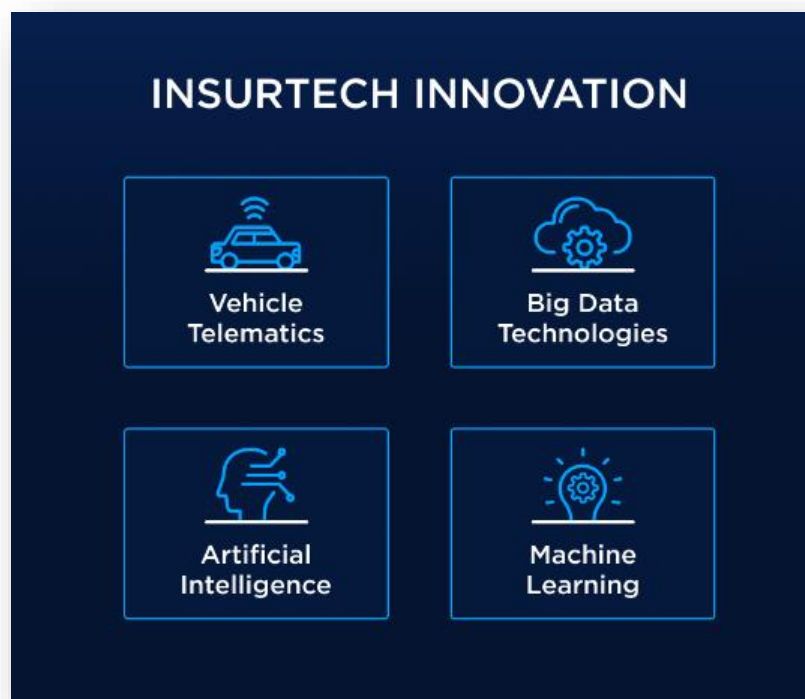 INSURTECH INNOVATION
Vehicle
Telematics
Big Data
Technologies
Artificial
Intelligence
Machine
Learning